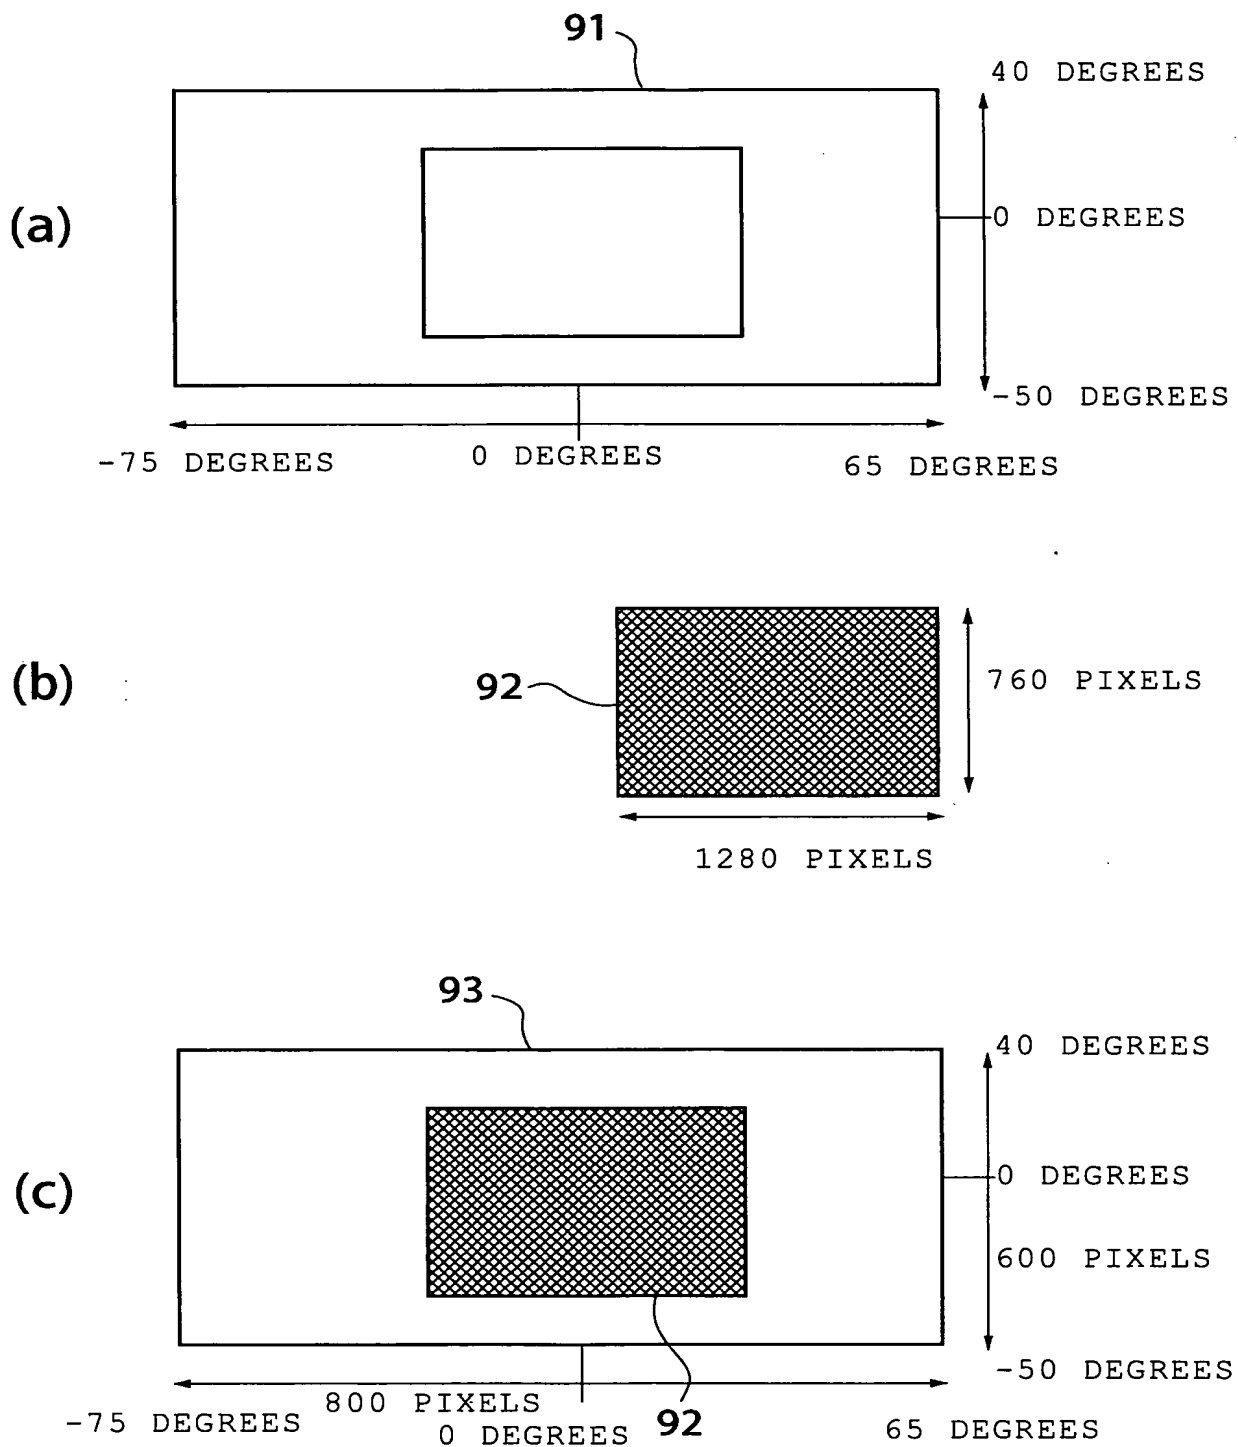 91
40 DEGREES
(a)
0 DEGREES
-50 DEGREES
-75 DEGREES
0 DEGREES
65 DEGREES
(b)
92
760 PIXELS
1280 PIXELS
93
40 DEGREES
(c)
0 DEGREES
600 PIXELS
-50 DEGREES
800 PIXELS
-75 DEGREES
0 DEGREES
92
65 DEGREES